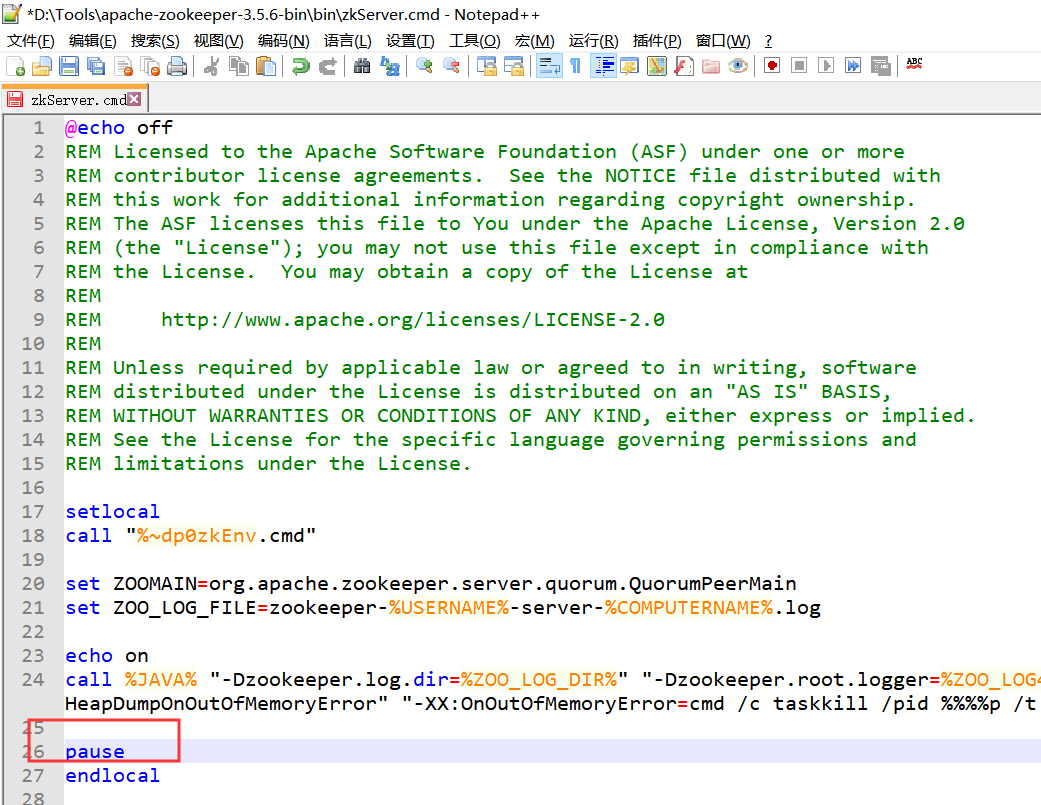 *D:\Tools\apache-zookeeper-3.5.6-bin\bin\zkServer.cmd - Notepad++
文件(F) 编辑(E) 搜索(S) 视图(V) 编码(N) 语言(L) 设置(T) 工具(O) 宏(M) 运行(R) 插件(P) 窗口(W) ?
ABC
zkServer.cmd
1 @echo off
2 REM Licensed to the Apache Software Foundation (ASF) under one or more
3 REM contributor license agreements.  See the NOTICE file distributed with
4 REM this work for additional information regarding copyright ownership.
5 REM The ASF licenses this file to You under the Apache License, Version 2.0
6 REM (the "License"); you may not use this file except in compliance with
7 REM the License.  You may obtain a copy of the License at
8 REM
9 REM     http://www.apache.org/licenses/LICENSE-2.0
10 REM
11 REM Unless required by applicable law or agreed to in writing, software
12 REM distributed under the License is distributed on an "AS IS" BASIS,
13 REM WITHOUT WARRANTIES OR CONDITIONS OF ANY KIND, either express or implied.
14 REM See the License for the specific language governing permissions and
15 REM limitations under the License.
16
17 setlocal
18 call "%~dp0zkEnv.cmd"
19
20 set ZOOMAIN=org.apache.zookeeper.server.quorum.QuorumPeerMain
21 set ZOO_LOG_FILE=zookeeper-%USERNAME%-server-%COMPUTERNAME%.log
22
23 echo on
24 call %JAVA% "-Dzookeeper.log.dir=%ZOO_LOG_DIR%" "-Dzookeeper.root.logger=%ZOO_LOG4
HeapDumpOnOutOfMemoryError" "-XX:OnOutOfMemoryError=cmd /c taskkill /pid %%%%p /t
25
26 pause
27 endlocal
28